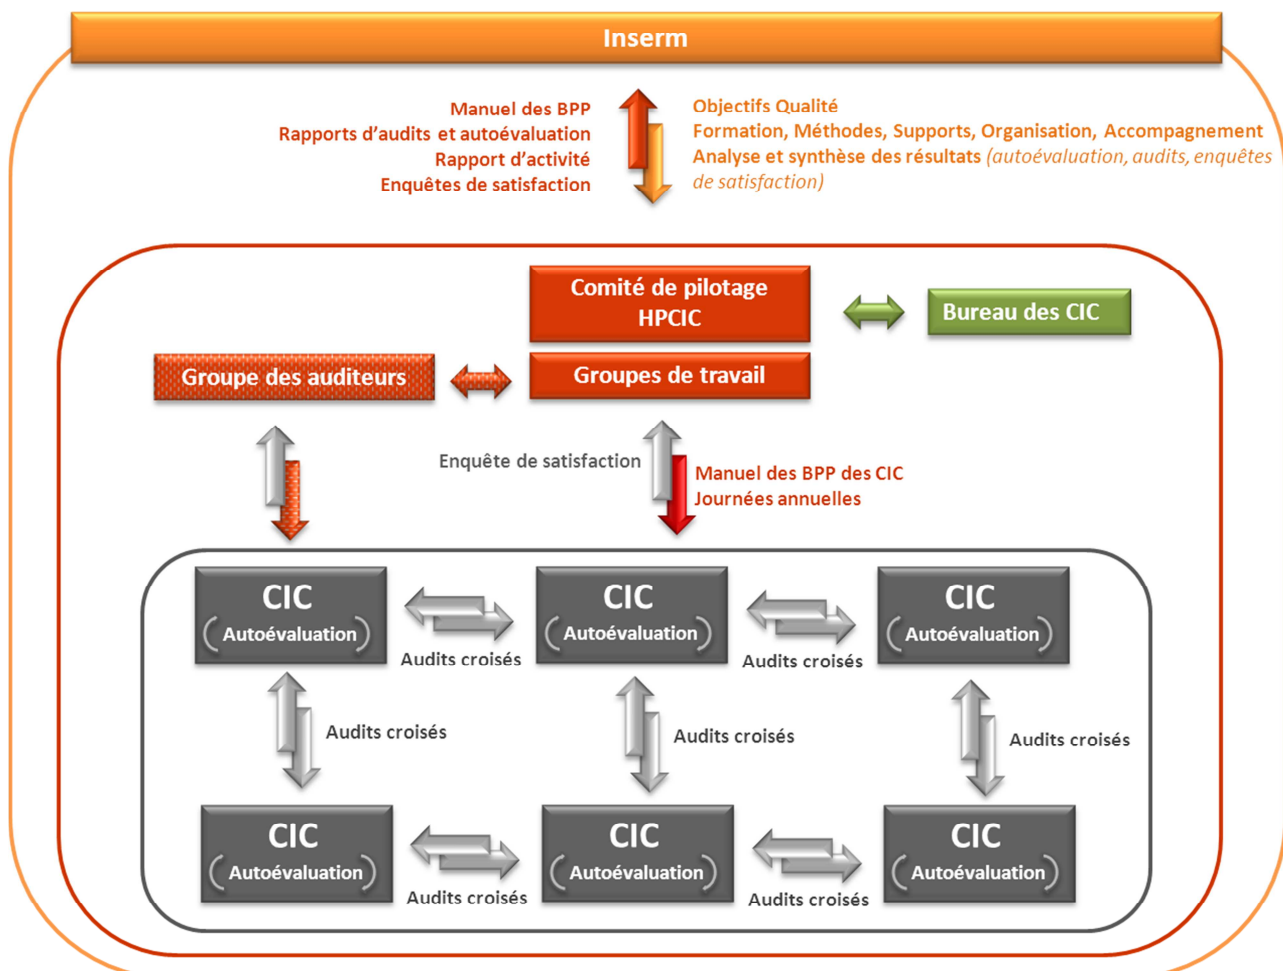 Inserm
Manuel des BPP
Rapports d'audits et autoévaluation
Rapport d'activité
Enquêtes de satisfaction
Objectifs Qualité
Formation, Méthodes, Supports, Organisation, Accompagnement
Analyse et synthèse des résultats (autoévaluation, audits, enquêtes
de satisfaction)
Comité de pilotage
HPCIC
Bureau des CIC
Groupe des auditeurs
Groupes de travail
Enquête de satisfaction
Manuel des BPP des CIC
Journées annuelles
CIC
Autoévaluation
Audits croisés
CIC
Autoévaluation
Audits croisés
CIC
Autoévaluation
Audits croisés
Audits croisés
Audits croisés
CIC
Autoévaluation
Audits croisés
CIC
Autoévaluation
Audits croisés
CIC
Autoévaluation